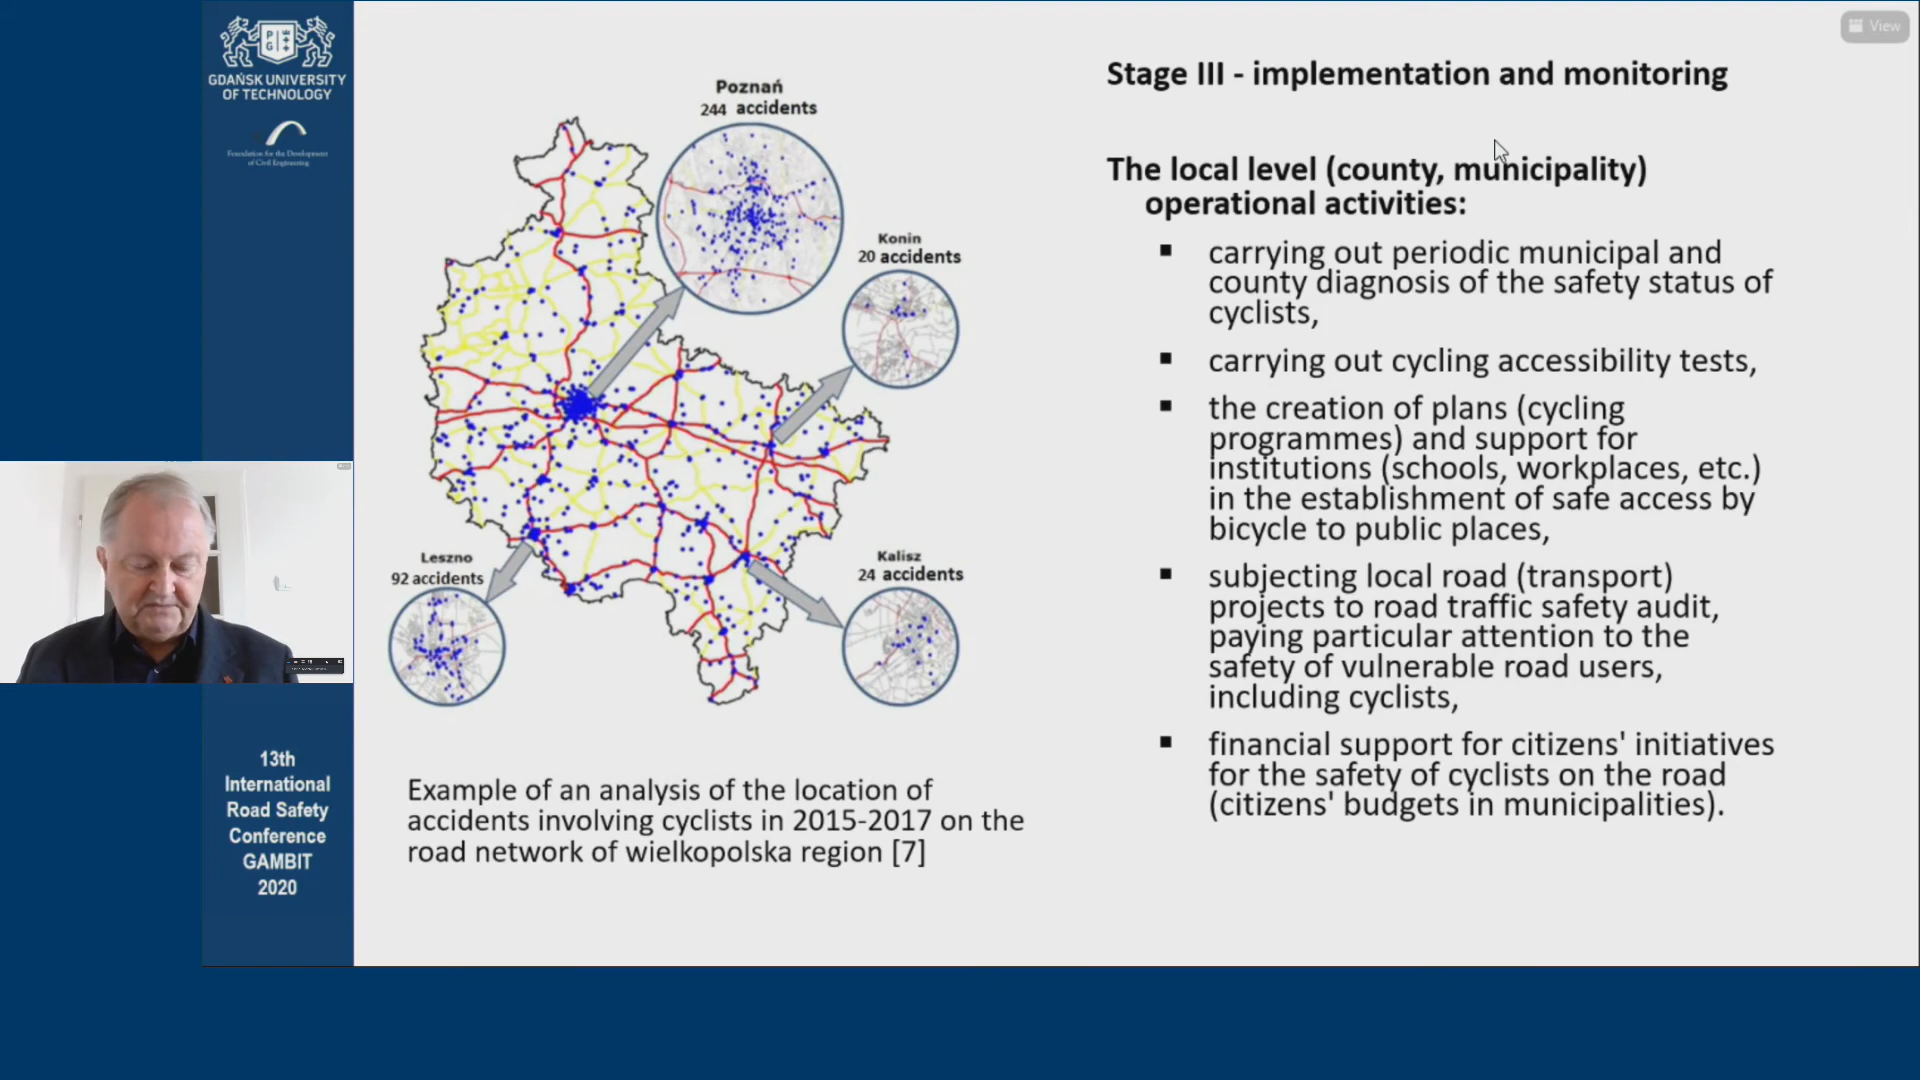 GDAŃSK UNIVERSITY
OF TECHNOLOGY
Foundation for the Development
of Civil Engineering
13th
International
Road Safety
Conference
GAMBIT
2020
Poznań
244 accidents
Konin
20 accidents
Leszno
92 accidents
Kalisz
24 accidents
Example of an analysis of the location of
accidents involving cyclists in 2015-2017 on the
road network of wielkopolska region [7]
View
Stage III - implementation and monitoring
The local level (county, municipality)
operational activities:
▪ carrying out periodic municipal and
county diagnosis of the safety status of
cyclists,
▪ carrying out cycling accessibility tests,
▪ the creation of plans (cycling
programmes) and support for
institutions (schools, workplaces, etc.)
in the establishment of safe access by
bicycle to public places,
▪ subjecting local road (transport)
projects to road traffic safety audit,
paying particular attention to the
safety of vulnerable road users,
including cyclists,
▪ financial support for citizens' initiatives
for the safety of cyclists on the road
(citizens' budgets in municipalities).